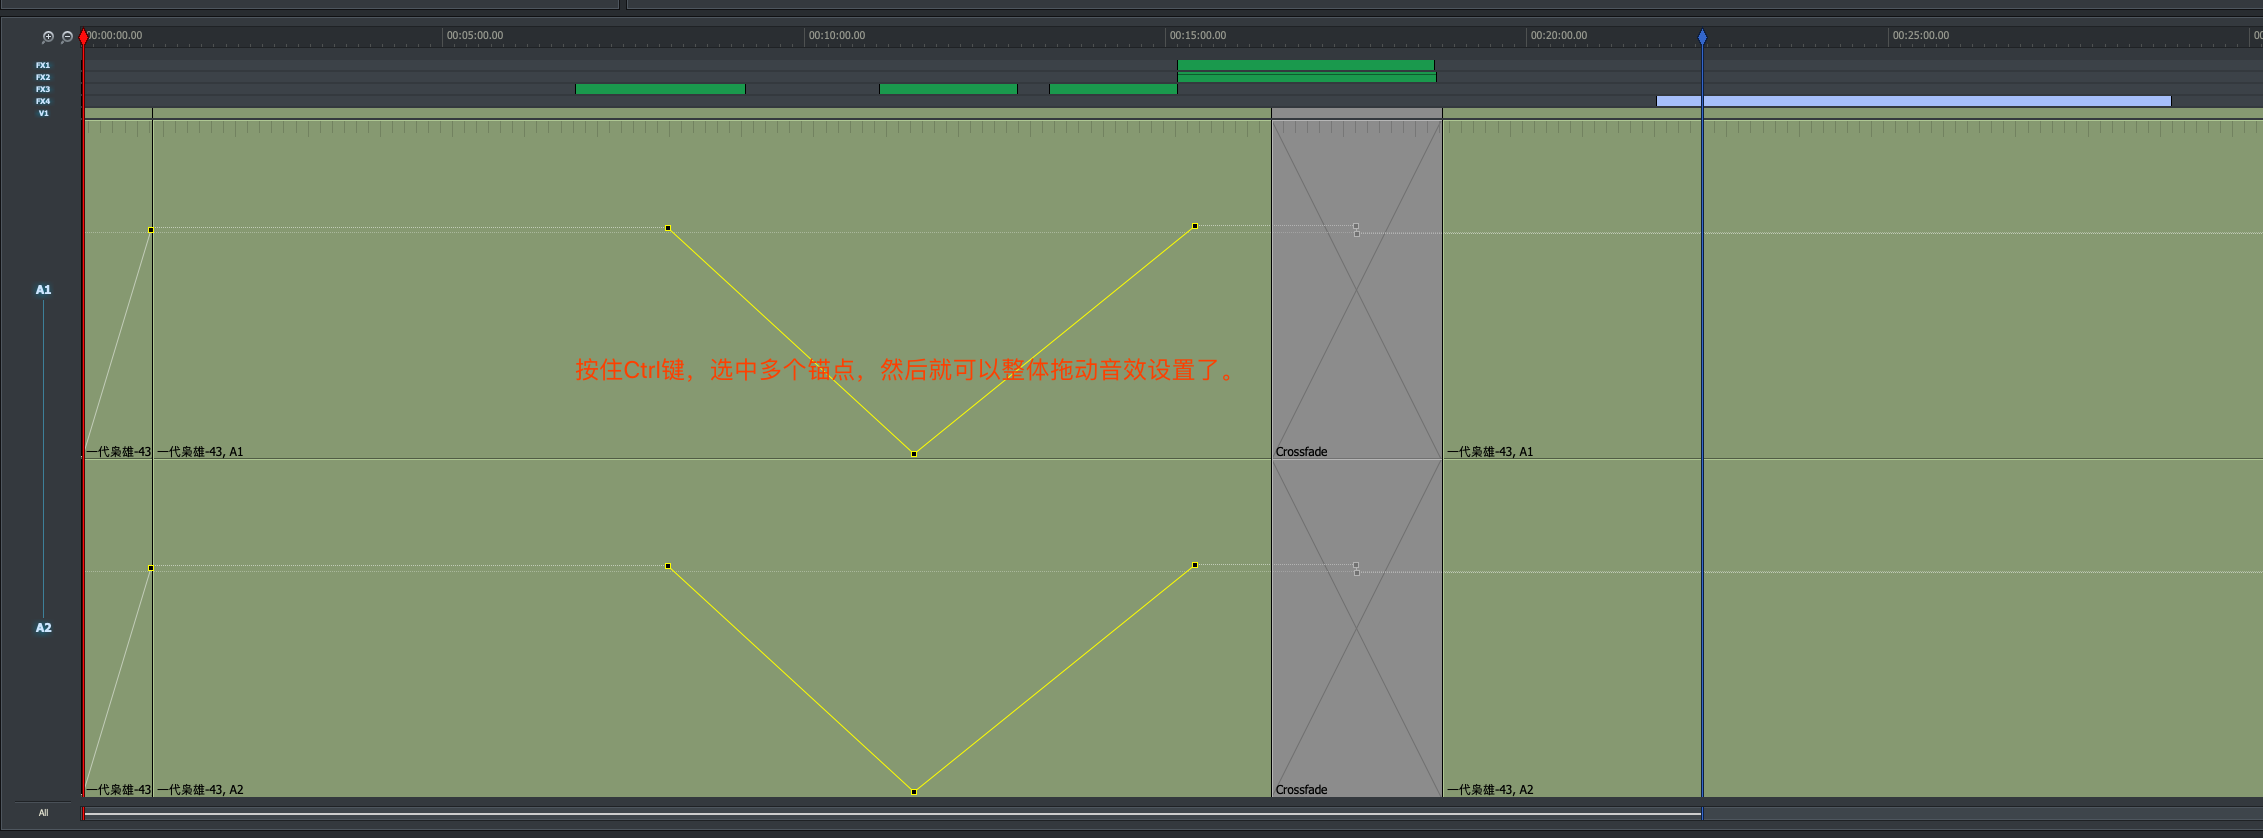 00:00:00.00 00:05:00.00 00:10:00.00 00:15:00.00 00:20:00.00 00:25:00.00
FX1
FX2
FX3
FX4
V1
A1
按住Ctrl键，选中多个锚点，然后就可以整体拖动音效设置了。
一代枭雄-43 一代枭雄-43, A1 Crossfade 一代枭雄-43, A1
A2
一代枭雄-43 一代枭雄-43, A2 Crossfade 一代枭雄-43, A2
All